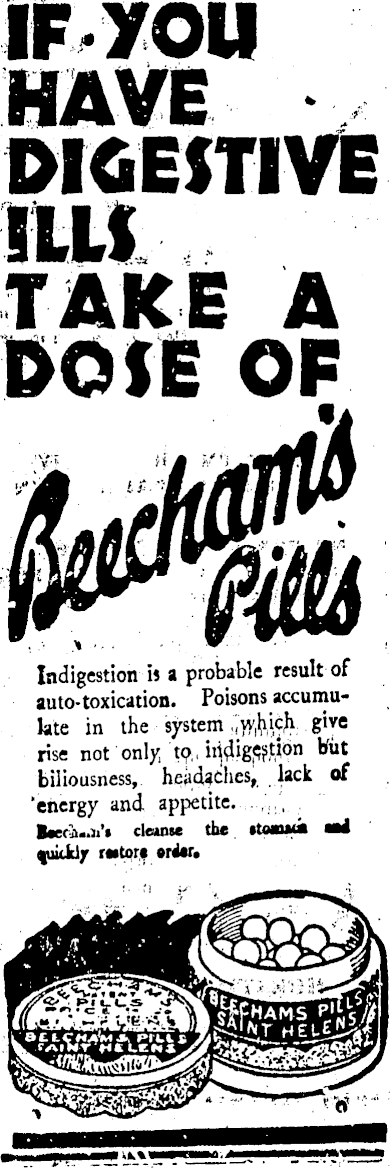 IF YOU
HAVE
DIGESTIVE
ILLS
TAKE A
DOSE OF
Beecham's
Pills
Indigestion is a probable result of
auto-toxication. Poisons accumu-
late in the system which give
rise not only to indigestion but
biliousness, headaches, lack of
energy and appetite.
Beecham's cleanse the stomach and
quickly restore order.
BEECHAM'S
PILLS
BEECHAMS PILLS
SAINT HELENS
BEECHAMS PILLS
SAINT HELENS